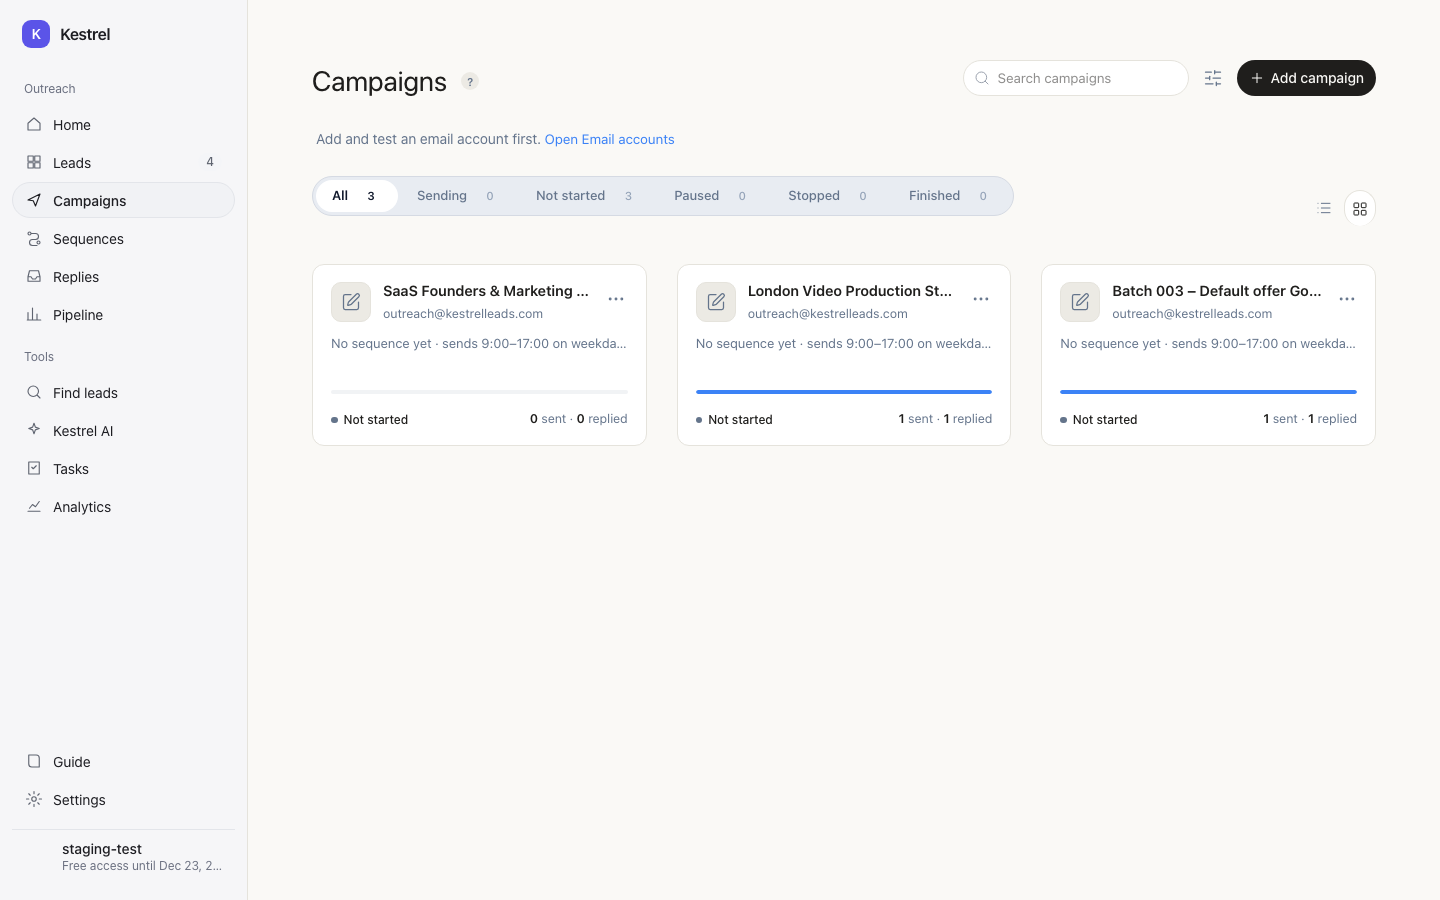 K Kestrel
Outreach
Home
Leads 4
Campaigns
Sequences
Replies
Pipeline
Tools
Find leads
Kestrel AI
Tasks
Analytics
Guide
Settings
staging-test
Free access until Dec 23, 2...
Campaigns ?
Search campaigns
+ Add campaign
Add and test an email account first. Open Email accounts
All 3 Sending 0 Not started 3 Paused 0 Stopped 0 Finished 0
SaaS Founders & Marketing ...
outreach@kestrelleads.com
No sequence yet · sends 9:00–17:00 on weekda...
Not started 0 sent · 0 replied
London Video Production St...
outreach@kestrelleads.com
No sequence yet · sends 9:00–17:00 on weekda...
Not started 1 sent · 1 replied
Batch 003 – Default offer Go...
outreach@kestrelleads.com
No sequence yet · sends 9:00–17:00 on weekda...
Not started 1 sent · 1 replied